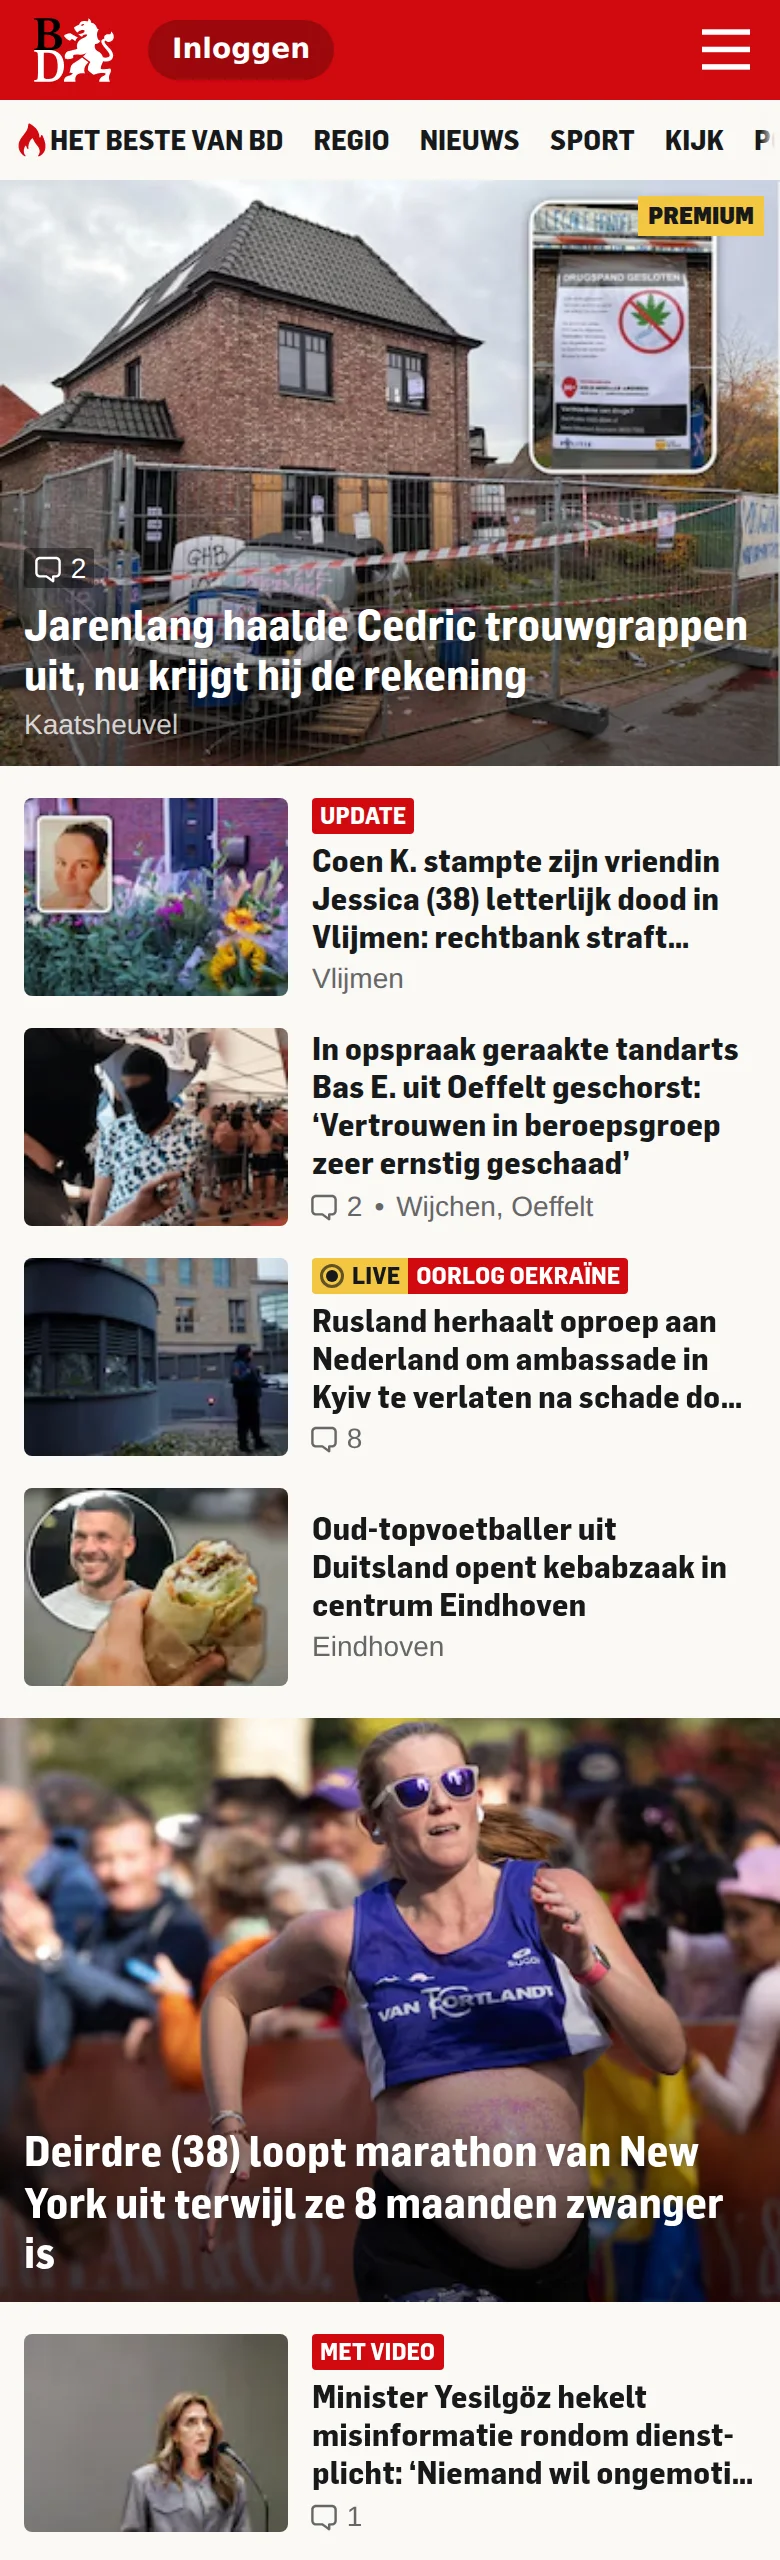 BD
Inloggen
HET BESTE VAN BD REGIO NIEUWS SPORT KIJK
PREMIUM
DRUGSPAND GESLOTEN
GHB
2
Jarenlang haalde Cedric trouwgrappen
uit, nu krijgt hij de rekening
Kaatsheuvel
UPDATE
Coen K. stampte zijn vriendin
Jessica (38) letterlijk dood in
Vlijmen: rechtbank straft...
Vlijmen
In opspraak geraakte tandarts
Bas E. uit Oeffelt geschorst:
‘Vertrouwen in beroepsgroep
zeer ernstig geschaad’
2 • Wijchen, Oeffelt
LIVE OORLOG OEKRAÏNE
Rusland herhaalt oproep aan
Nederland om ambassade in
Kyiv te verlaten na schade do...
8
Oud-topvoetballer uit
Duitsland opent kebabzaak in
centrum Eindhoven
Eindhoven
VAN CORTLANDT
Deirdre (38) loopt marathon van New
York uit terwijl ze 8 maanden zwanger
is
MET VIDEO
Minister Yesilgöz hekelt
misinformatie rondom dienst-
plicht: ‘Niemand wil ongemoti...
1